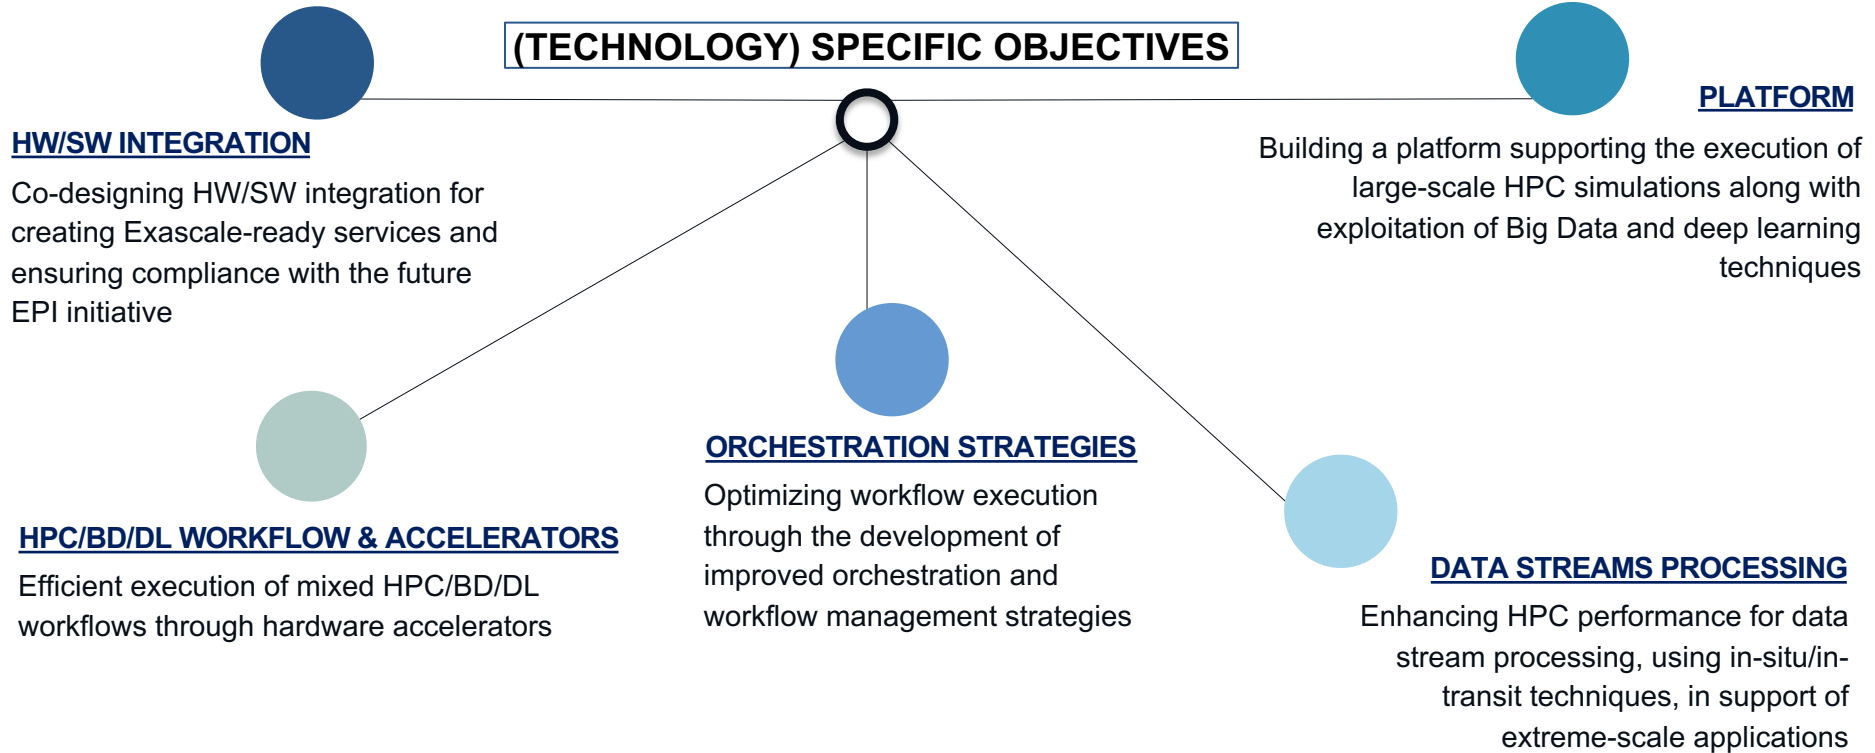 (TECHNOLOGY) SPECIFIC OBJECTIVES
HW/SW INTEGRATION
Co-designing HW/SW integration for
creating Exascale-ready services and
ensuring compliance with the future
EPI initiative
PLATFORM
Building a platform supporting the execution of
large-scale HPC simulations along with
exploitation of Big Data and deep learning
techniques
HPC/BD/DL WORKFLOW & ACCELERATORS
Efficient execution of mixed HPC/BD/DL
workflows through hardware accelerators
ORCHESTRATION STRATEGIES
Optimizing workflow execution
through the development of
improved orchestration and
workflow management strategies
DATA STREAMS PROCESSING
Enhancing HPC performance for data
stream processing, using in-situ/in-
transit techniques, in support of
extreme-scale applications